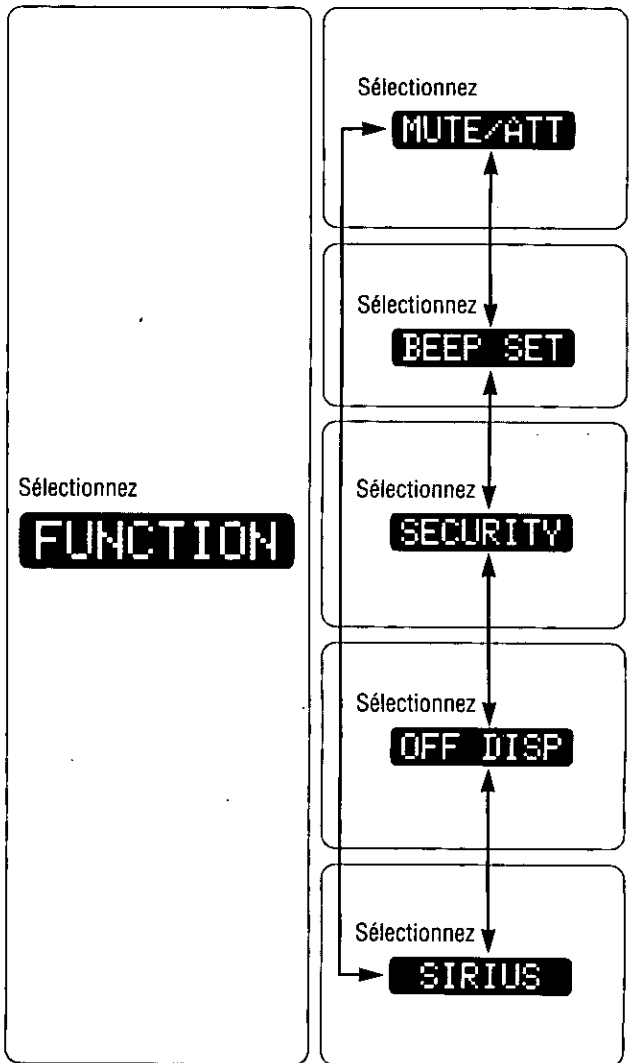 Sélectionnez
FUNCTION
Sélectionnez
MUTE/ATT
Sélectionnez
BEEP SET
Sélectionnez
SECURITY
Sélectionnez
OFF DISP
Sélectionnez
SIRIUS